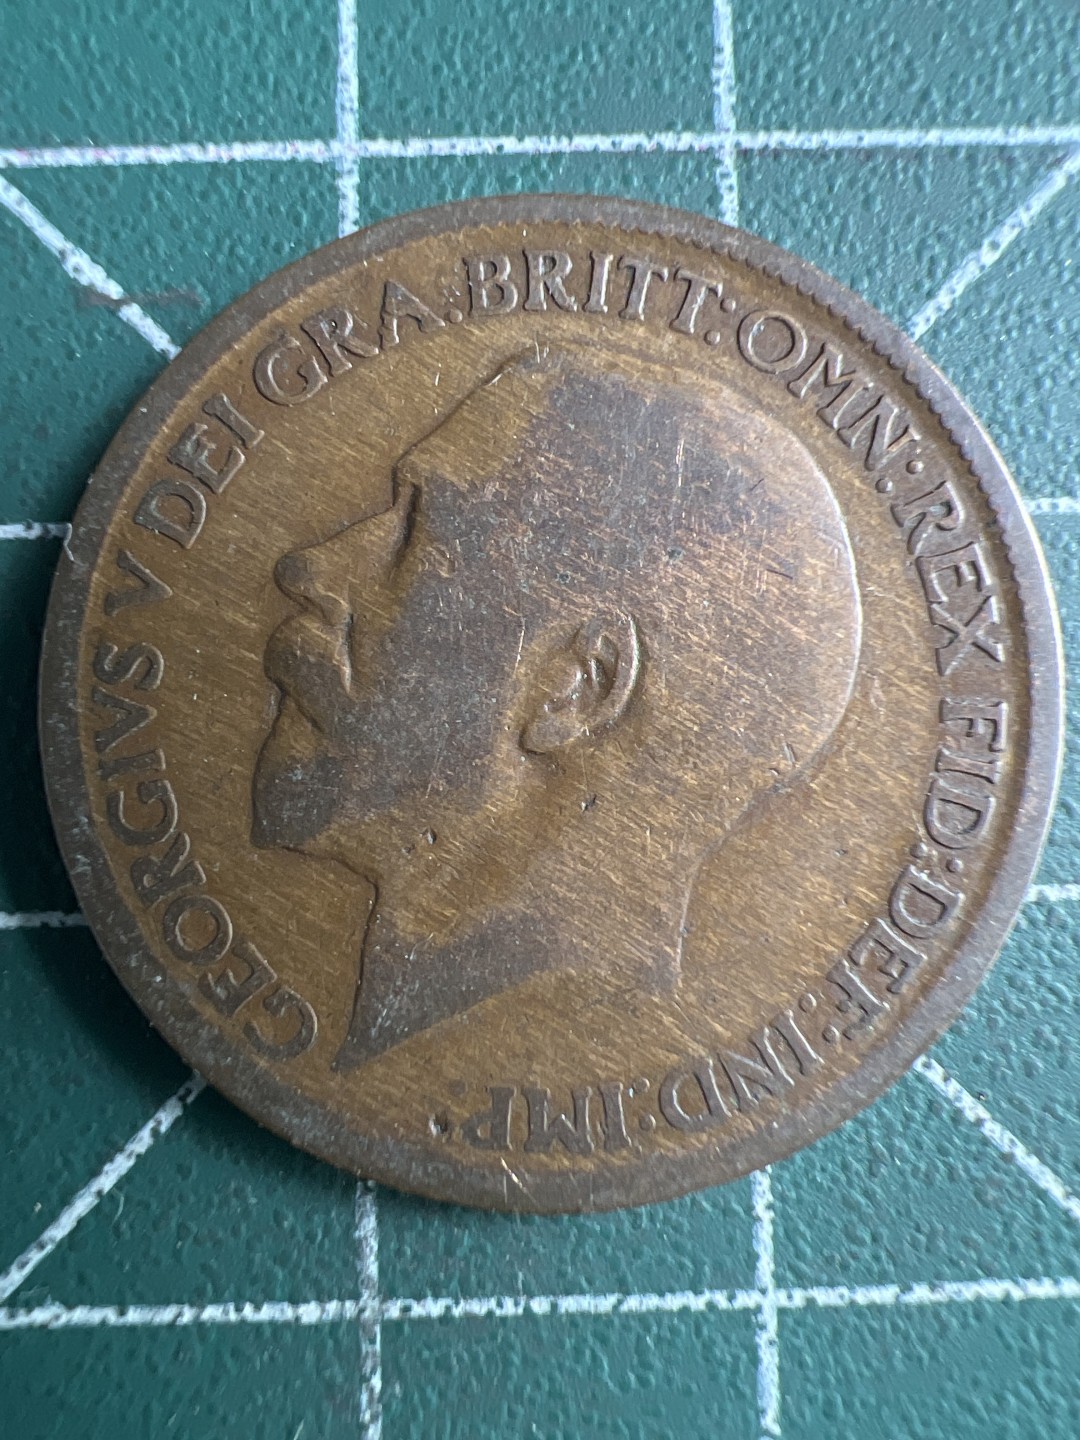 GEORGIVS V DEI GRA: BRITT: OMN: REX FID: DEF: IND: IMP: